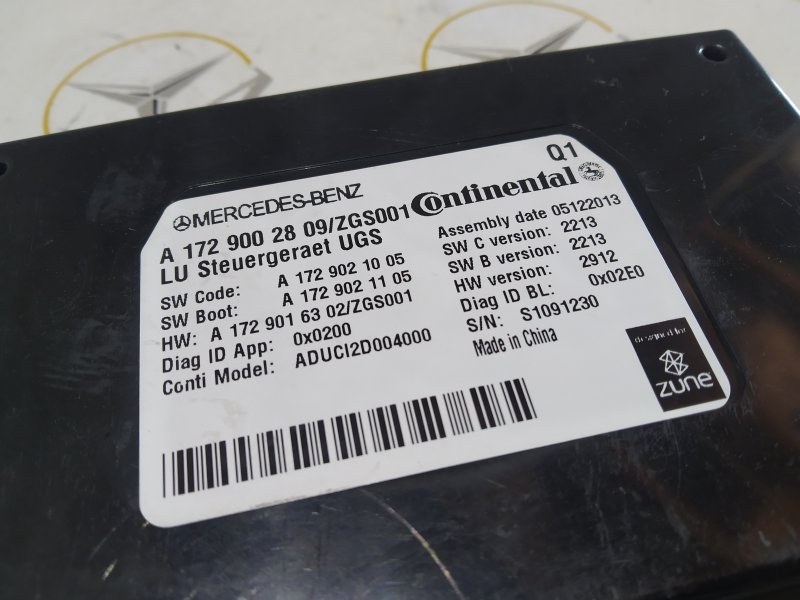 MERCEDES-BENZ
Continental
Q1
A 172 900 28 09/ZGS001
LU Steuergeraet UGS
SW Code: A 172 902 10 05
SW Boot: A 172 902 11 05
HW: A 172 901 63 02/ZGS001
Diag ID App: 0x0200
Conti Model: ADUCI2D004000
Assembly date 05122013
SW C version: 2213
SW B version: 2213
HW version: 2912
Diag ID BL: 0x02E0
S/N: S1091230
Made in China
designed for
zune